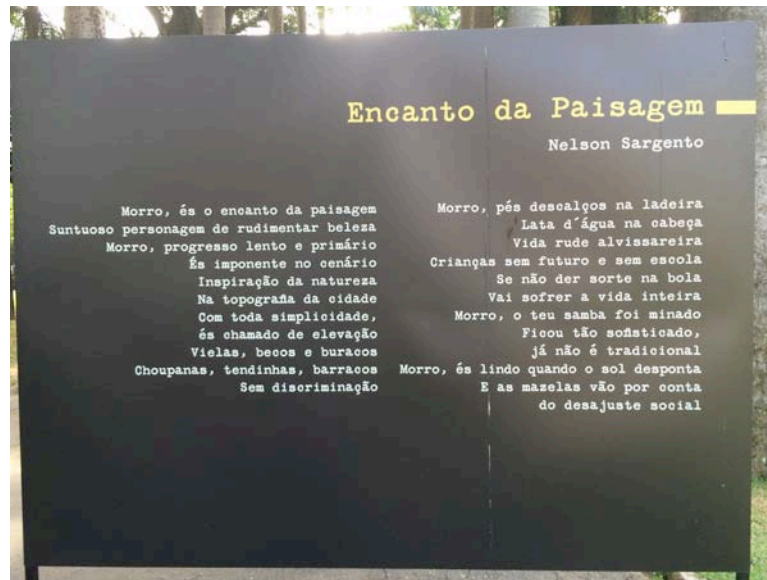 Encanto da Paisagem
Nelson Sargento
Morro, és o encanto da paisagem
Suntuoso personagem de rudimentar beleza
Morro, progresso lento e primário
És imponente no cenário
Inspiração da natureza
Na topografia da cidade
Com toda simplicidade,
és chamado de elevação
Vielas, becos e buracos
Choupanas, tendinhas, barracos
Sem discriminação
Morro, pés descalços na ladeira
Lata d´água na cabeça
Vida rude alvissareira
Crianças sem futuro e sem escola
Se não der sorte na bola
Vai sofrer a vida inteira
Morro, o teu samba foi minado
Ficou tão sofisticado,
já não é tradicional
Morro, és lindo quando o sol desponta
E as mazelas vão por conta
do desajuste social